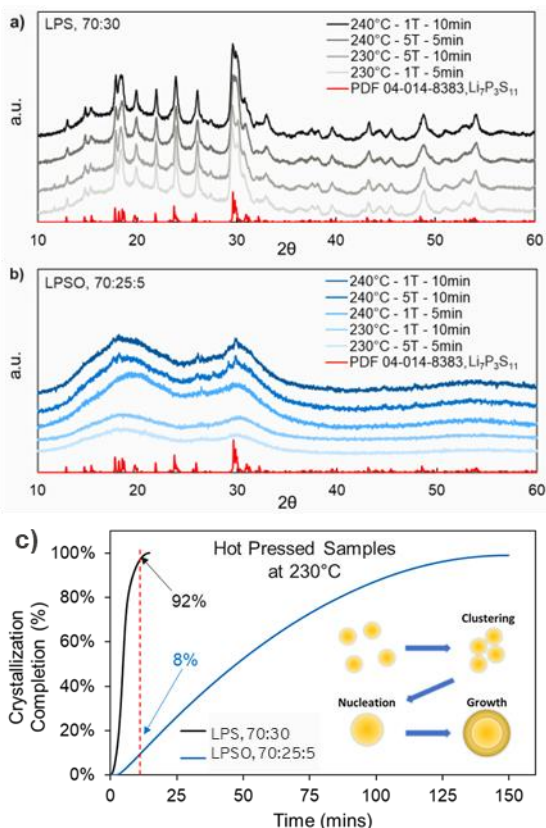 a)
LPS, 70:30
240°C - 1T - 10min
240°C - 5T - 5min
230°C - 5T - 10min
230°C - 1T - 5min
PDF 04-014-8383,Li₇P₃S₁₁
a.u.
10 20 30 40 50 60
2θ
b)
LPSO, 70:25:5
240°C - 1T - 10min
240°C - 5T - 10min
240°C - 1T - 5min
230°C - 1T - 10min
230°C - 5T - 5min
PDF 04-014-8383,Li₇P₃S₁₁
a.u.
10 20 30 40 50 60
2θ
c)
Hot Pressed Samples
at 230°C
100%
80%
60%
40%
20%
0%
Crystallization
Completion (%)
92%
8%
Clustering
Nucleation
Growth
LPS, 70:30
LPSO, 70:25:5
0 25 50 75 100 125 150
Time (mins)